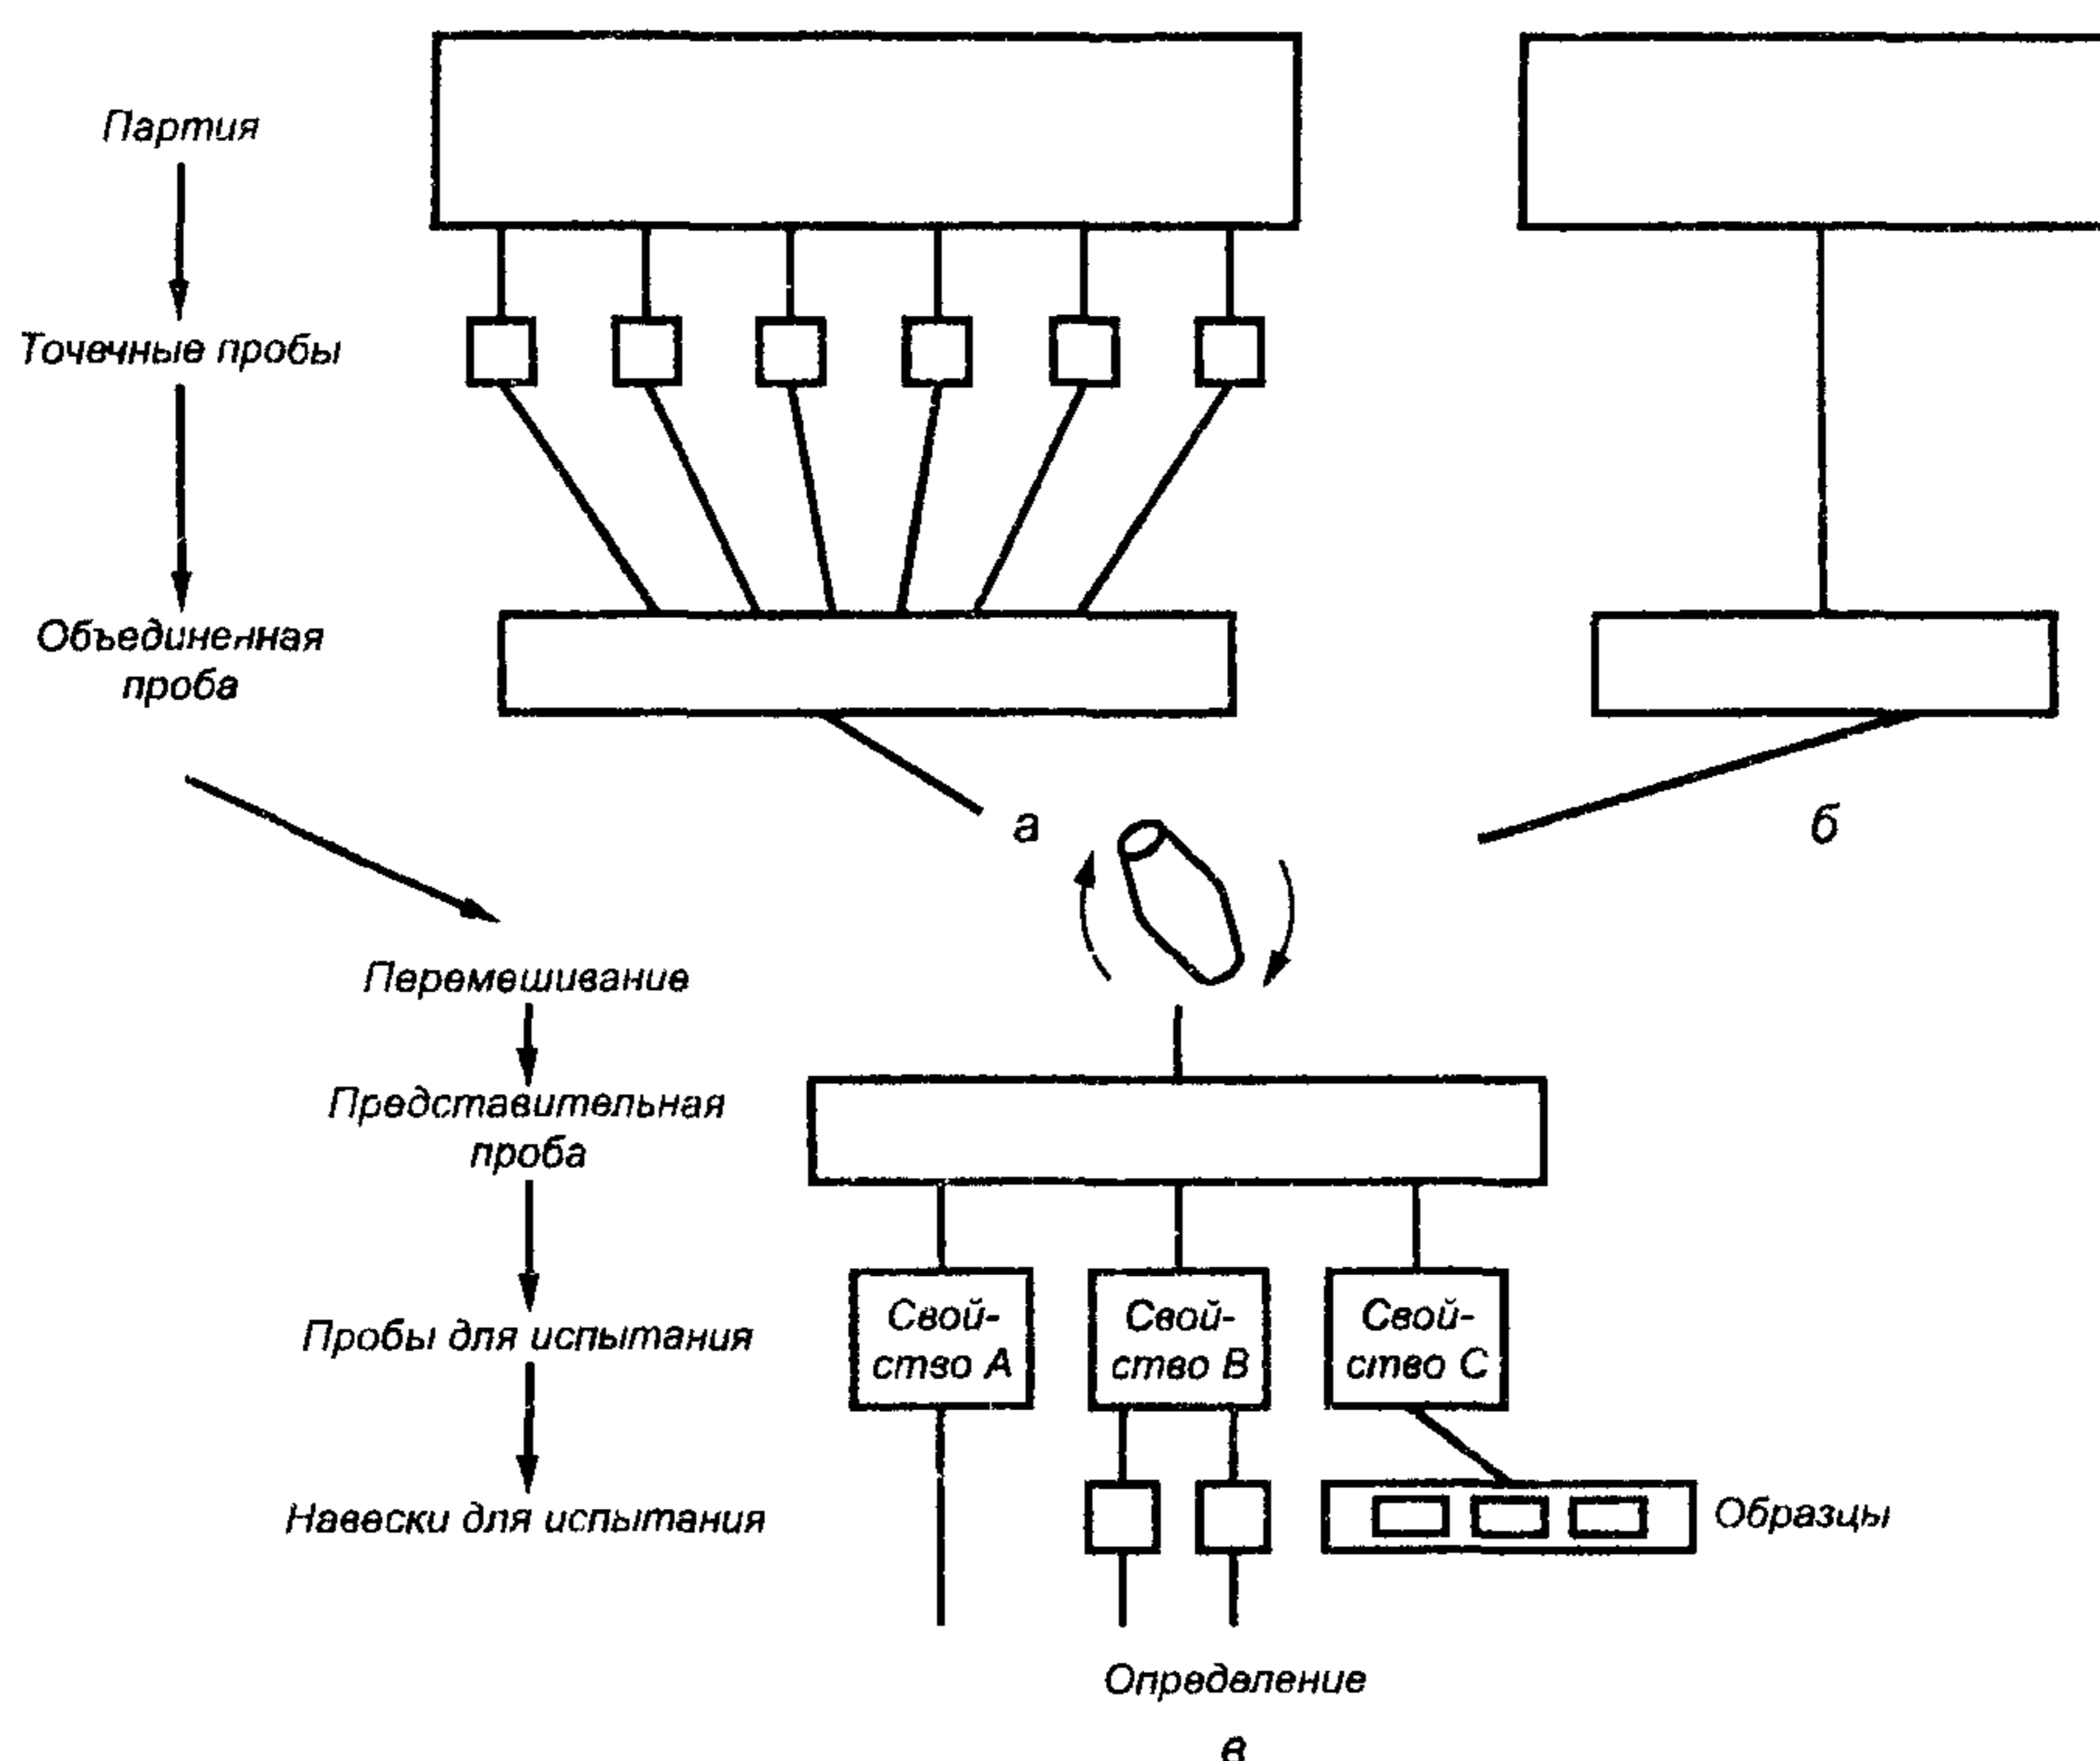 Партия
Точечные пробы
Объединенная
проба
а
б
Перемешивание
Представительная
проба
Пробы для испытания
Свой-
ство А
Свой-
ство В
Свой-
ство С
Навески для испытания
Образцы
Определение
в